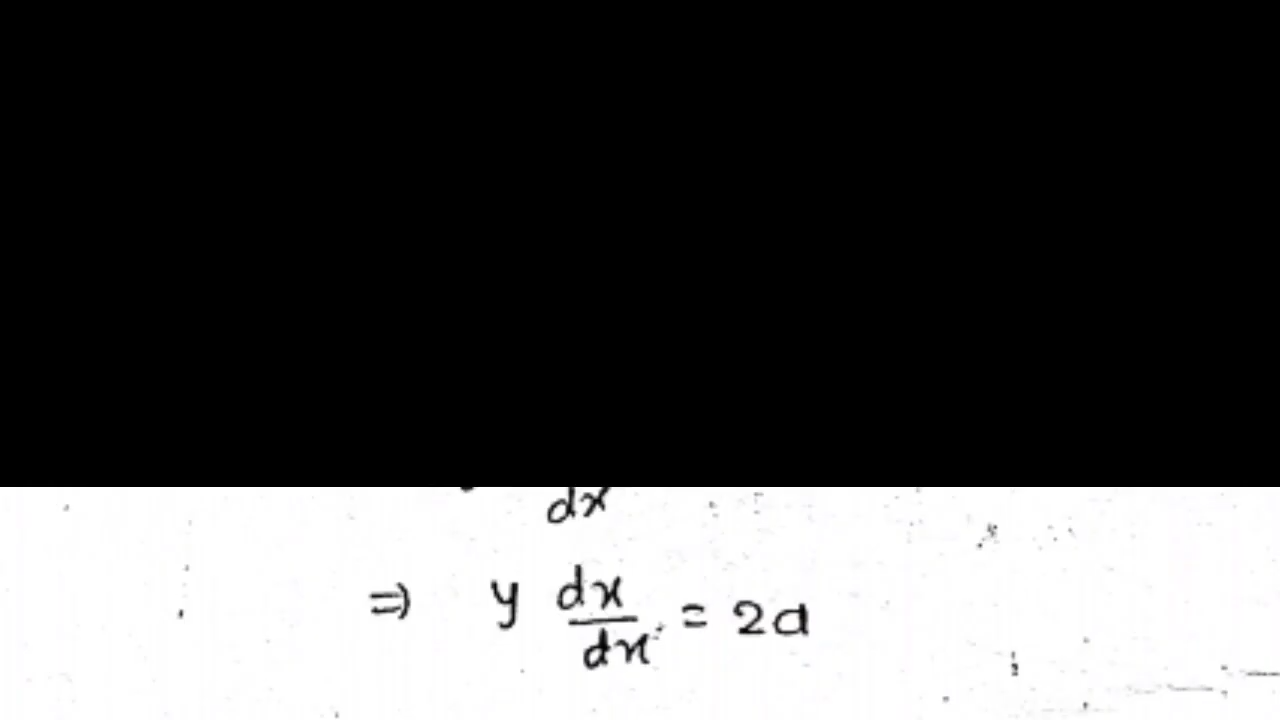 dx
⇒ y dx/dx = 2a